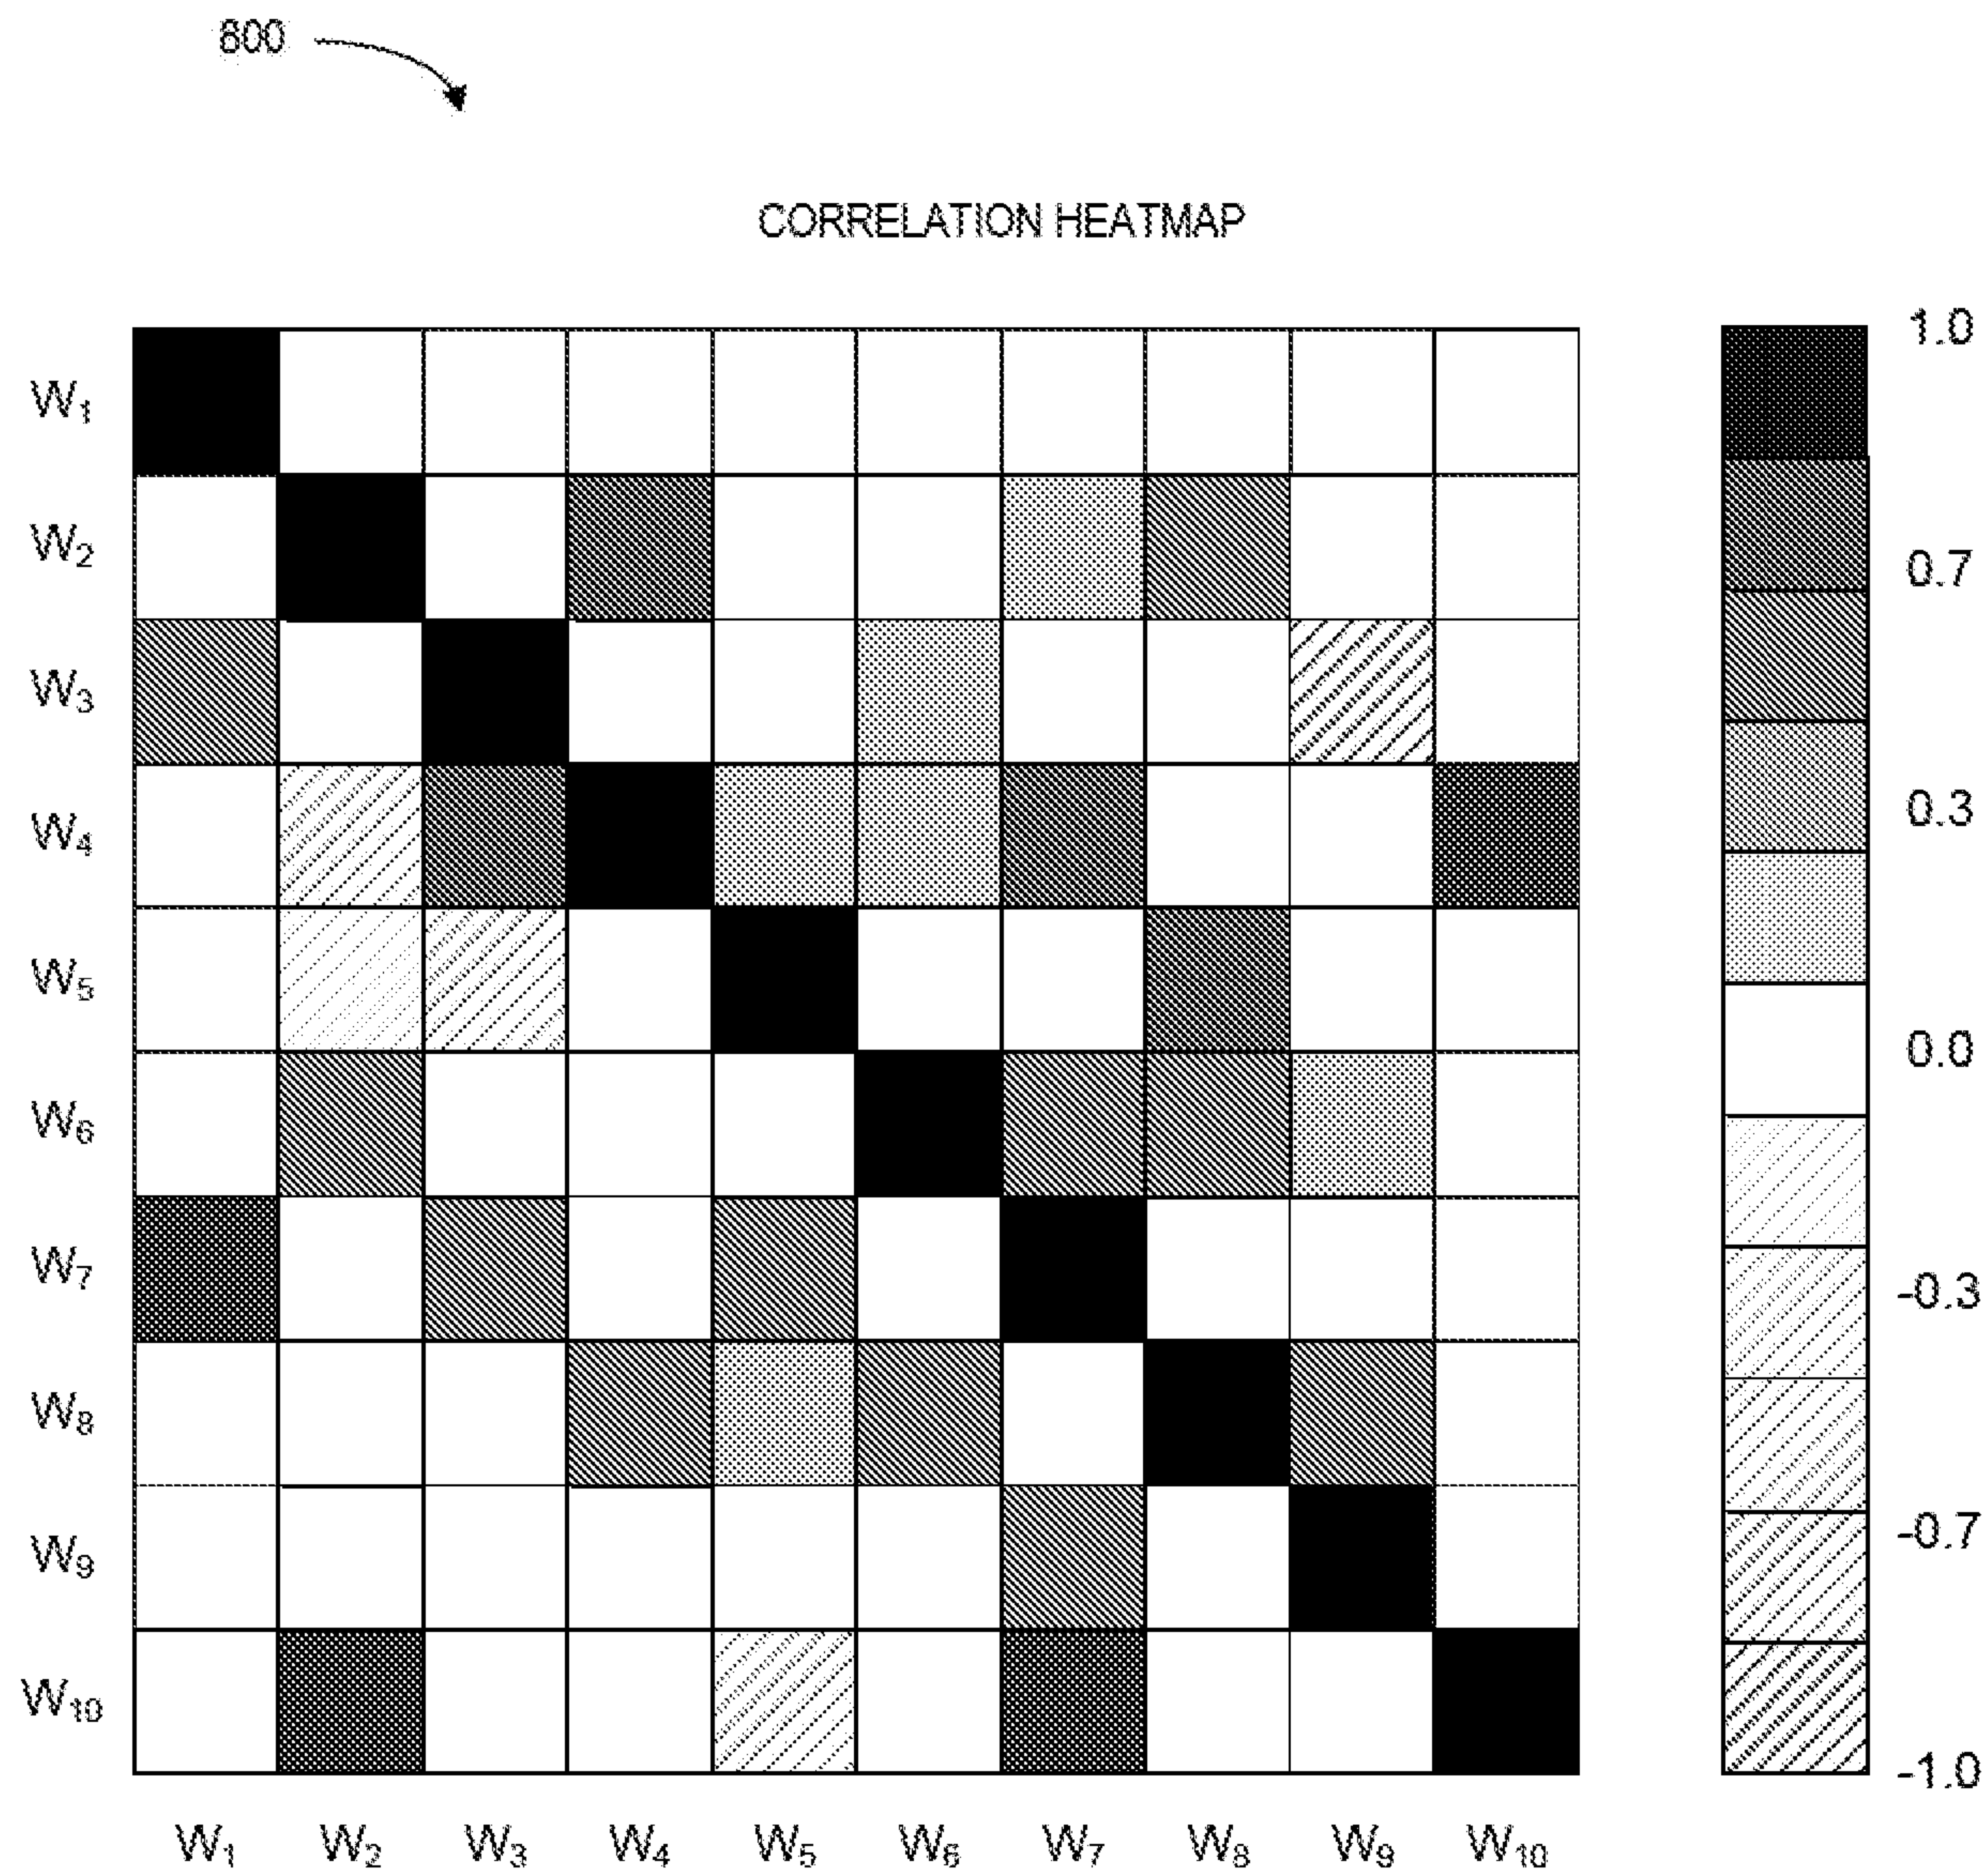 800
CORRELATION HEATMAP
1.0
W₁
W₂
0.7
W₃
W₄
0.3
W₅
0.0
W₆
W₇
-0.3
W₈
W₉
-0.7
W₁₀
-1.0
W₁ W₂ W₃ W₄ W₅ W₆ W₇ W₈ W₉ W₁₀